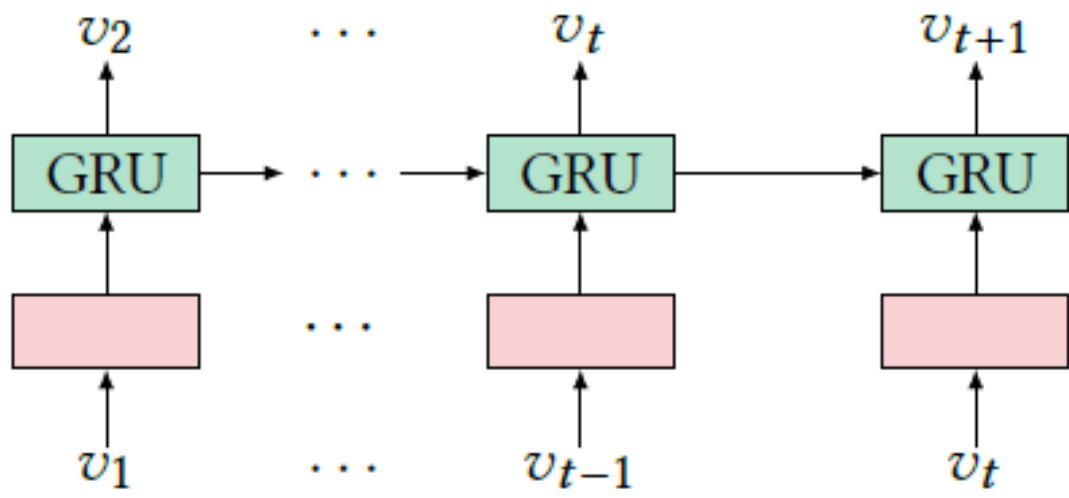 v₂ ··· vₜ vₜ₊₁
GRU ··· GRU GRU
···
v₁ ··· vₜ₋₁ vₜ